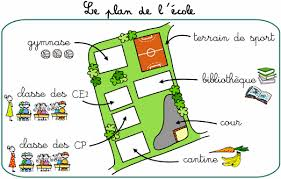 Le plan de l'école
gymnase
terrain de sport
bibliothèque
classe des CE1
cour
classe des CP
cantine